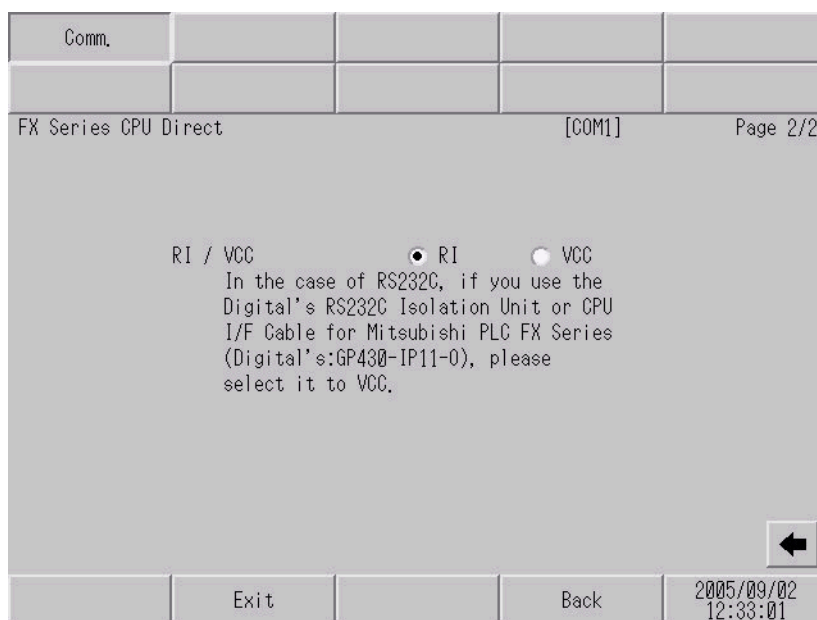 Comm.
FX Series CPU Direct [COM1] Page 2/2
RI / VCC RI VCC
In the case of RS232C, if you use the
Digital's RS232C Isolation Unit or CPU
I/F Cable for Mitsubishi PLC FX Series
(Digital's:GP430-IP11-O), please
select it to VCC.
Exit Back 2005/09/02
12:33:01